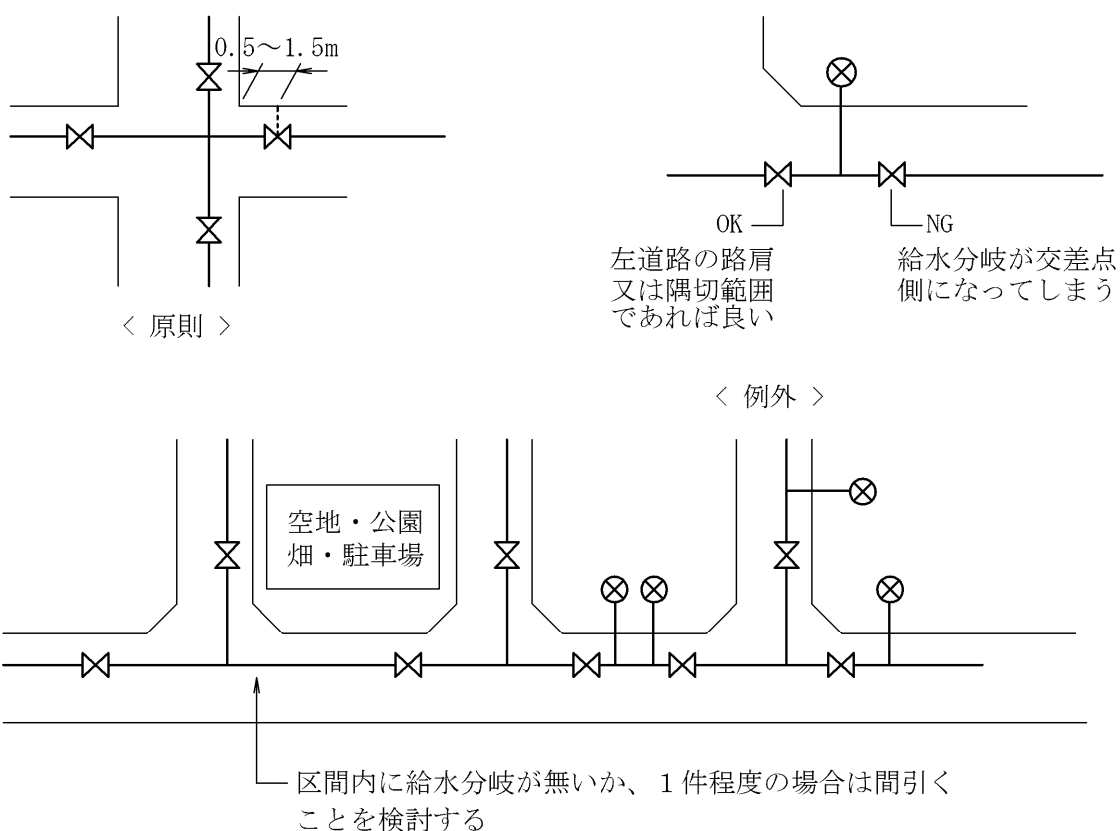 0.5～1.5m
< 原則 >
OK
左道路の路肩
又は隅切範囲
であれば良い
NG
給水分岐が交差点
側になってしまう
< 例外 >
空地・公園
畑・駐車場
区間内に給水分岐が無いか、１件程度の場合は間引く
ことを検討する